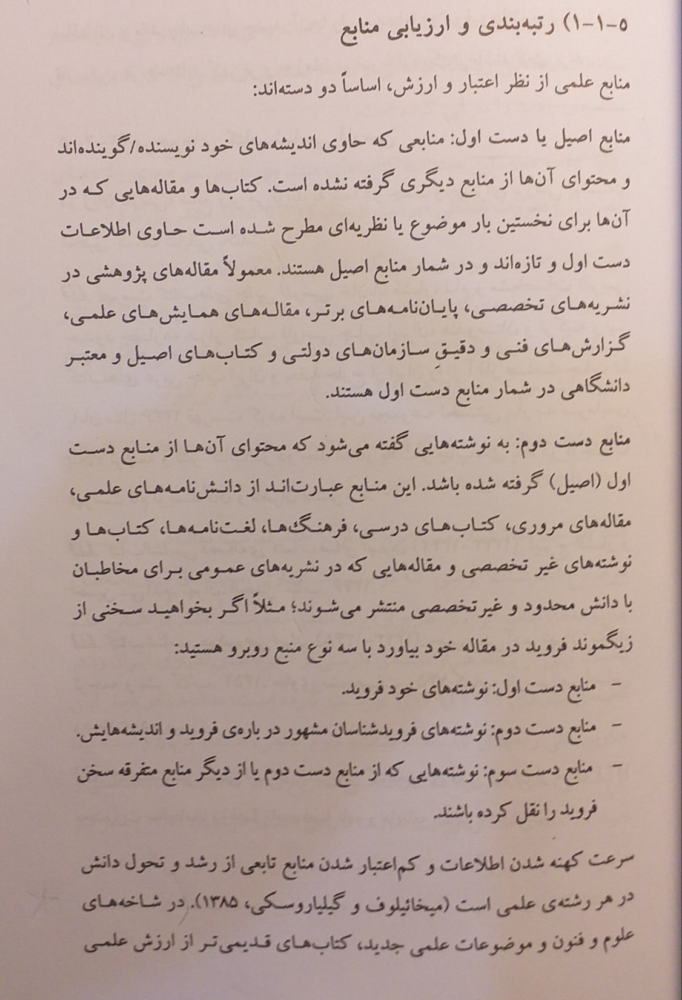 ۵-۱-۱) رتبه‌بندی و ارزیابی منابع
منابع علمی از نظر اعتبار و ارزش، اساساً دو دسته‌اند:
منابع اصیل یا دست اول: منابعی که حاوی اندیشه‌های خود نویسنده/گوینده‌اند
و محتوای آن‌ها از منابع دیگری گرفته نشده است. کتاب‌ها و مقاله‌هایی که در
آن‌ها برای نخستین بار موضوع یا نظریه‌ای مطرح شده است حاوی اطلاعات
دست اول و تازه‌اند و در شمار منابع اصیل هستند. معمولاً مقاله‌های پژوهشی در
نشریه‌های تخصصی، پایان‌نامه‌های برتر، مقاله‌های همایش‌های علمی،
گزارش‌های فنی و دقیقِ سازمان‌های دولتی و کتاب‌های اصیل و معتبر
دانشگاهی در شمار منابع دست اول هستند.
منابع دست دوم: به نوشته‌هایی گفته می‌شود که محتوای آن‌ها از منابع دست
اول (اصیل) گرفته شده باشد. این منابع عبارت‌اند از دانش‌نامه‌های علمی،
مقاله‌های مروری، کتاب‌های درسی، فرهنگ‌ها، لغت‌نامه‌ها، کتاب‌ها و
نوشته‌های غیر تخصصی و مقاله‌هایی که در نشریه‌های عمومی برای مخاطبان
با دانش محدود و غیرتخصصی منتشر می‌شوند؛ مثلاً اگر بخواهید سخنی از
زیگموند فروید در مقاله خود بیاورد با سه نوع منبع روبرو هستید:
- منابع دست اول: نوشته‌های خود فروید.
- منابع دست دوم: نوشته‌های فرویدشناسان مشهور در باره‌ی فروید و اندیشه‌هایش.
- منابع دست سوم: نوشته‌هایی که از منابع دست دوم یا از دیگر منابع متفرقه سخن
فروید را نقل کرده باشند.
سرعت کهنه شدن اطلاعات و کم‌اعتبار شدن منابع تابعی از رشد و تحول دانش
در هر رشته‌ی علمی است (میخائیلوف و گیلیاروسکی، ۱۳۸۵). در شاخه‌های
علوم و فنون و موضوعات علمی جدید، کتاب‌های قدیمی‌تر از ارزش علمی